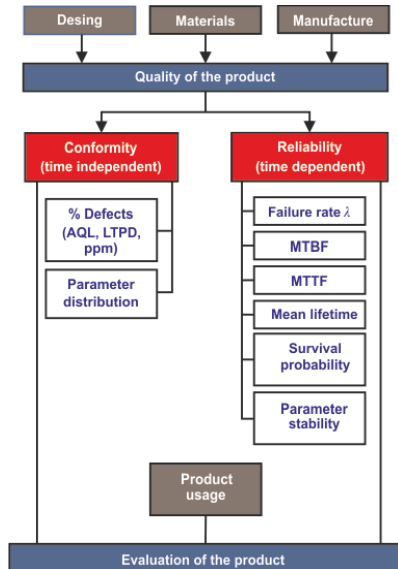 Desing
Materials
Manufacture
Quality of the product
Conformity
(time independent)
% Defects
(AQL, LTPD,
ppm)
Parameter
distribution
Reliability
(time dependent)
Failure rate λ
MTBF
MTTF
Mean lifetime
Survival
probability
Parameter
stability
Product
usage
Evaluation of the product